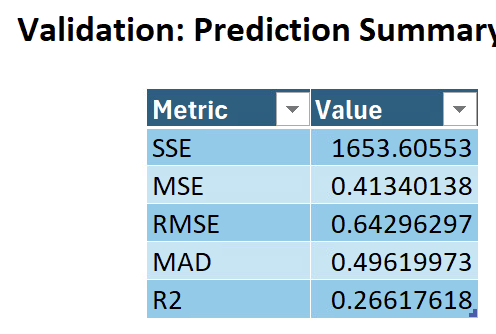 Validation: Prediction Summary
Metric Value
SSE 1653.60553
MSE 0.41340138
RMSE 0.64296297
MAD 0.49619973
R2 0.26617618